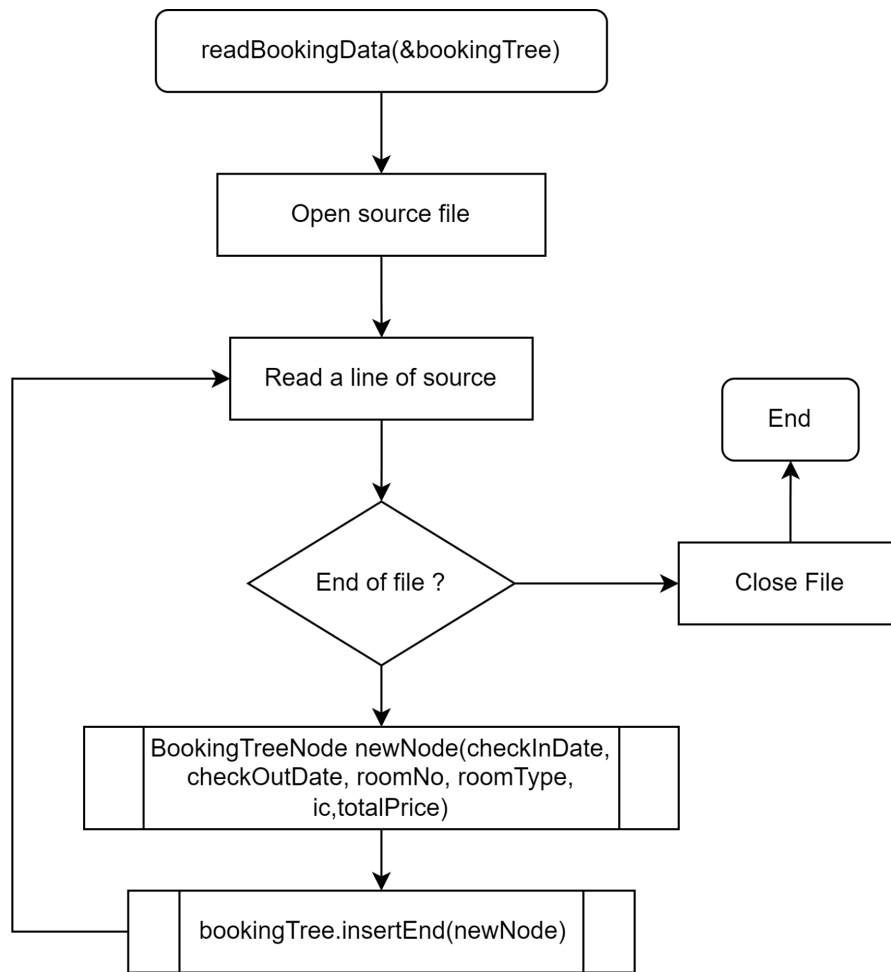 readBookingData(&bookingTree)
Open source file
Read a line of source
End
End of file ?
Close File
BookingTreeNode newNode(checkInDate,
checkOutDate, roomNo, roomType,
ic,totalPrice)
bookingTree.insertEnd(newNode)